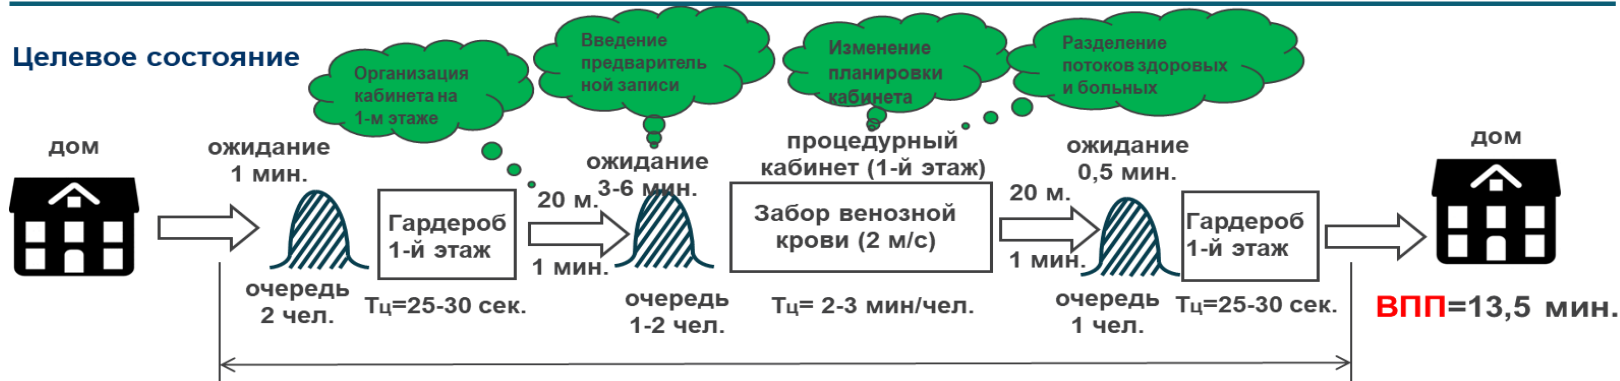 Целевое состояние
Организация
кабинета на
1-м этаже
Введение
предваритель
ной записи
Изменение
планировки
кабинета
Разделение
потоков здоровых
и больных
дом
ожидание
1 мин.
очередь
2 чел.
Гардероб
1-й этаж
Тц=25-30 сек.
20 м.
1 мин.
ожидание
3-6 мин.
очередь
1-2 чел.
процедурный
кабинет (1-й этаж)
Забор венозной
крови (2 м/с)
Тц= 2-3 мин/чел.
20 м.
1 мин.
ожидание
0,5 мин.
очередь
1 чел.
Гардероб
1-й этаж
Тц=25-30 сек.
дом
ВПП=13,5 мин.